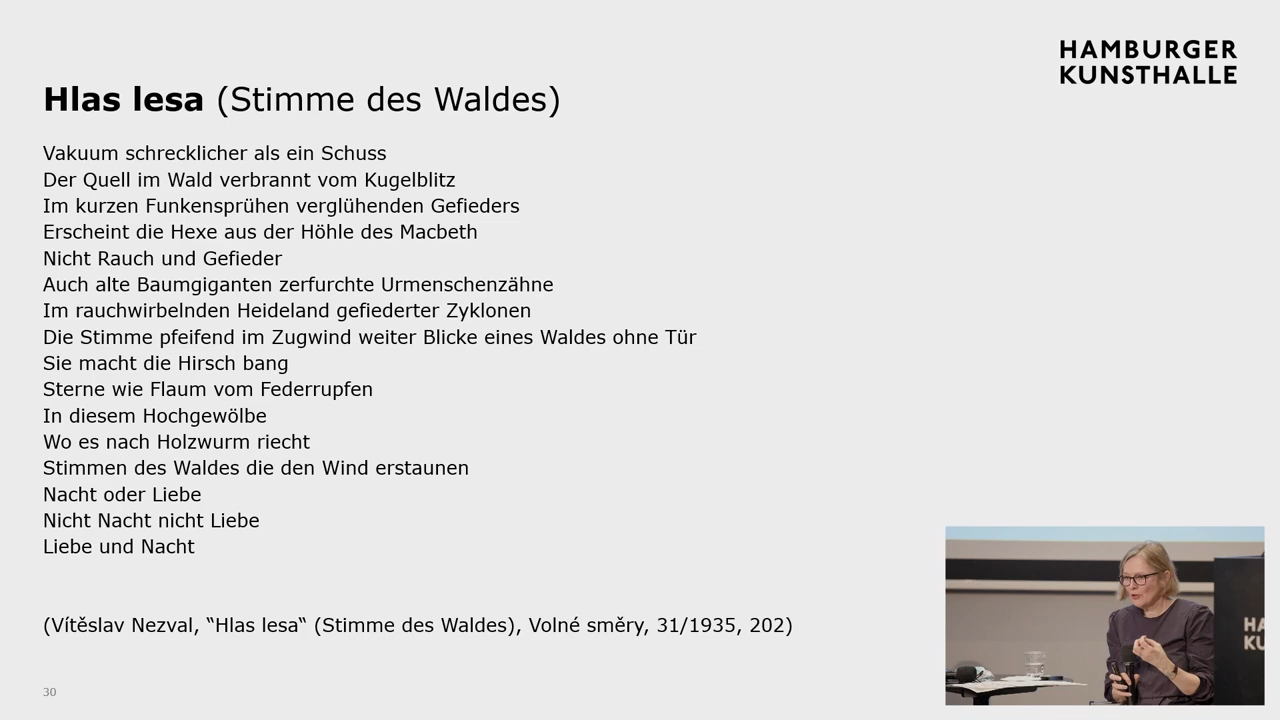 HAMBURGER
KUNSTHALLE
Hlas lesa (Stimme des Waldes)
Vakuum schrecklicher als ein Schuss
Der Quell im Wald verbrannt vom Kugelblitz
Im kurzen Funkensprühen verglühenden Gefieders
Erscheint die Hexe aus der Höhle des Macbeth
Nicht Rauch und Gefieder
Auch alte Baumgiganten zerfurchte Urmenschenzähne
Im rauchwirbelnden Heideland gefiederter Zyklonen
Die Stimme pfeifend im Zugwind weiter Blicke eines Waldes ohne Tür
Sie macht die Hirsch bang
Sterne wie Flaum vom Federrupfen
In diesem Hochgewölbe
Wo es nach Holzwurm riecht
Stimmen des Waldes die den Wind erstaunen
Nacht oder Liebe
Nicht Nacht nicht Liebe
Liebe und Nacht
(Vítěslav Nezval, “Hlas lesa“ (Stimme des Waldes), Volné směry, 31/1935, 202)
30
HA
KU